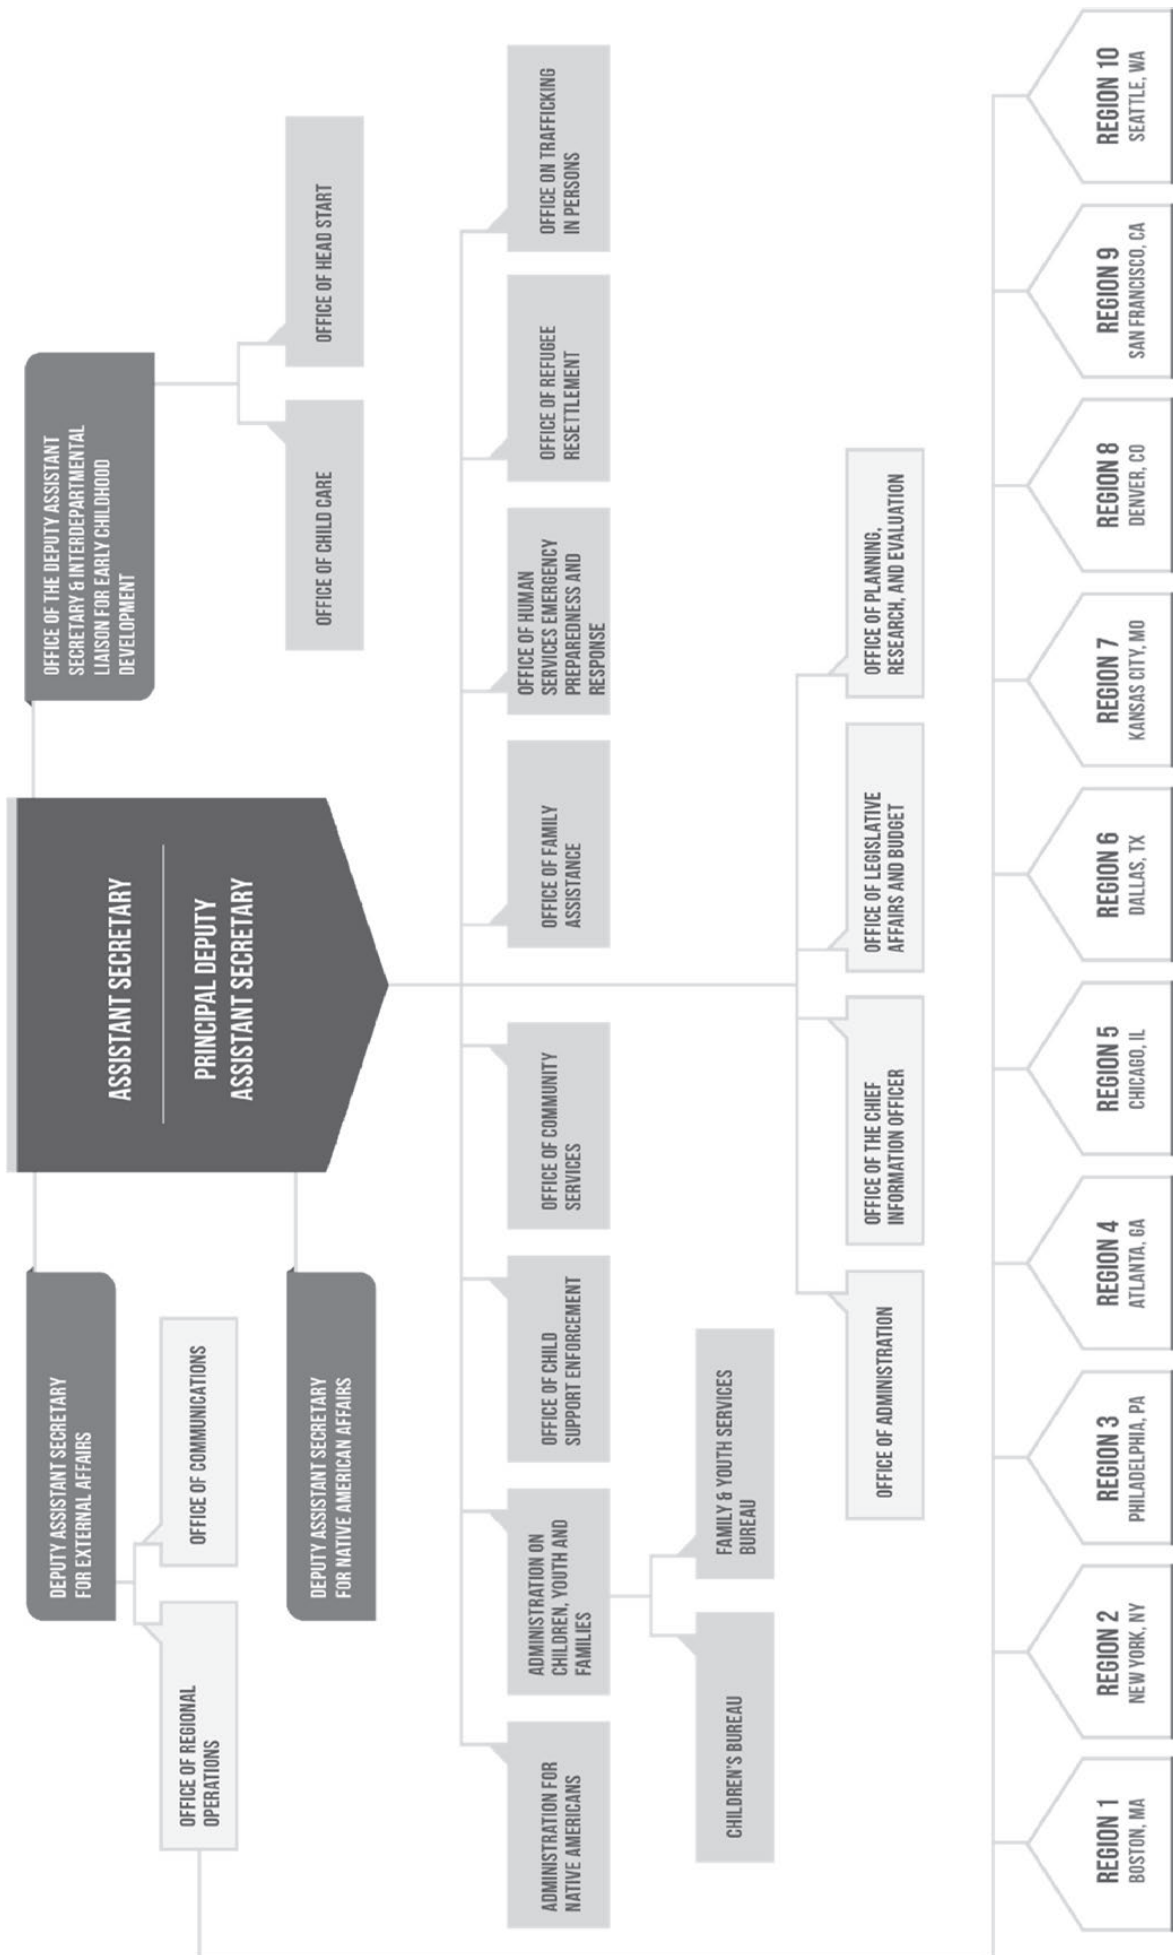 ASSISTANT SECRETARY
PRINCIPAL DEPUTY
ASSISTANT SECRETARY
DEPUTY ASSISTANT SECRETARY
FOR EXTERNAL AFFAIRS
OFFICE OF REGIONAL
OPERATIONS
OFFICE OF COMMUNICATIONS
DEPUTY ASSISTANT SECRETARY
FOR NATIVE AMERICAN AFFAIRS
OFFICE OF THE DEPUTY ASSISTANT
SECRETARY & INTERDEPARTMENTAL
LIAISON FOR EARLY CHILDHOOD
DEVELOPMENT
OFFICE OF CHILD CARE
OFFICE OF HEAD START
ADMINISTRATION FOR
NATIVE AMERICANS
ADMINISTRATION ON
CHILDREN, YOUTH AND
FAMILIES
OFFICE OF CHILD
SUPPORT ENFORCEMENT
OFFICE OF COMMUNITY
SERVICES
OFFICE OF FAMILY
ASSISTANCE
OFFICE OF HUMAN
SERVICES EMERGENCY
PREPAREDNESS AND
RESPONSE
OFFICE OF REFUGEE
RESETTLEMENT
OFFICE ON TRAFFICKING
IN PERSONS
CHILDREN'S BUREAU
FAMILY & YOUTH SERVICES
BUREAU
OFFICE OF ADMINISTRATION
OFFICE OF THE CHIEF
INFORMATION OFFICER
OFFICE OF LEGISLATIVE
AFFAIRS AND BUDGET
OFFICE OF PLANNING,
RESEARCH, AND EVALUATION
REGION 1
BOSTON, MA
REGION 2
NEW YORK, NY
REGION 3
PHILADELPHIA, PA
REGION 4
ATLANTA, GA
REGION 5
CHICAGO, IL
REGION 6
DALLAS, TX
REGION 7
KANSAS CITY, MO
REGION 8
DENVER, CO
REGION 9
SAN FRANCISCO, CA
REGION 10
SEATTLE, WA